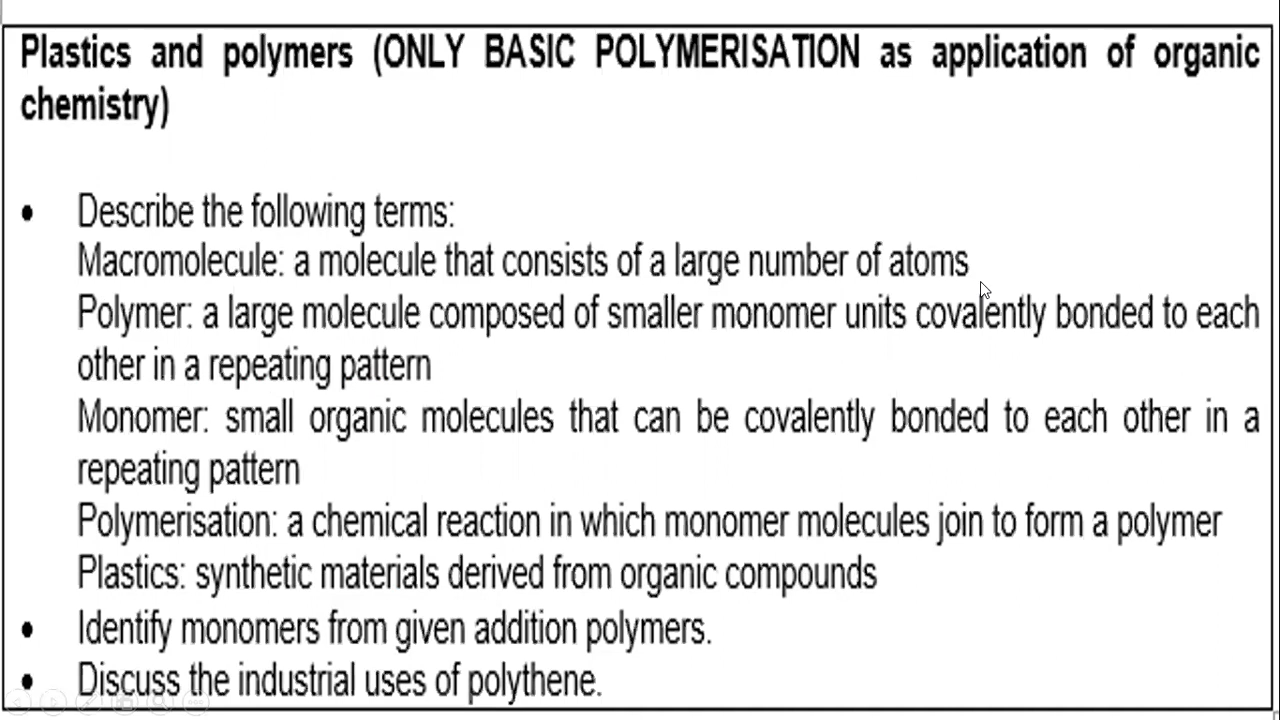 Plastics and polymers (ONLY BASIC POLYMERISATION as application of organic
chemistry)
• Describe the following terms:
Macromolecule: a molecule that consists of a large number of atoms
Polymer: a large molecule composed of smaller monomer units covalently bonded to each
other in a repeating pattern
Monomer: small organic molecules that can be covalently bonded to each other in a
repeating pattern
Polymerisation: a chemical reaction in which monomer molecules join to form a polymer
Plastics: synthetic materials derived from organic compounds
• Identify monomers from given addition polymers.
• Discuss the industrial uses of polythene.